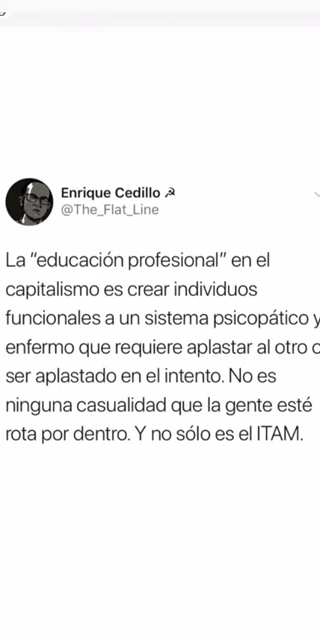 Enrique Cedillo ☭
@The_Flat_Line
La "educación profesional" en el
capitalismo es crear individuos
funcionales a un sistema psicopático y
enfermo que requiere aplastar al otro o
ser aplastado en el intento. No es
ninguna casualidad que la gente esté
rota por dentro. Y no sólo es el ITAM.